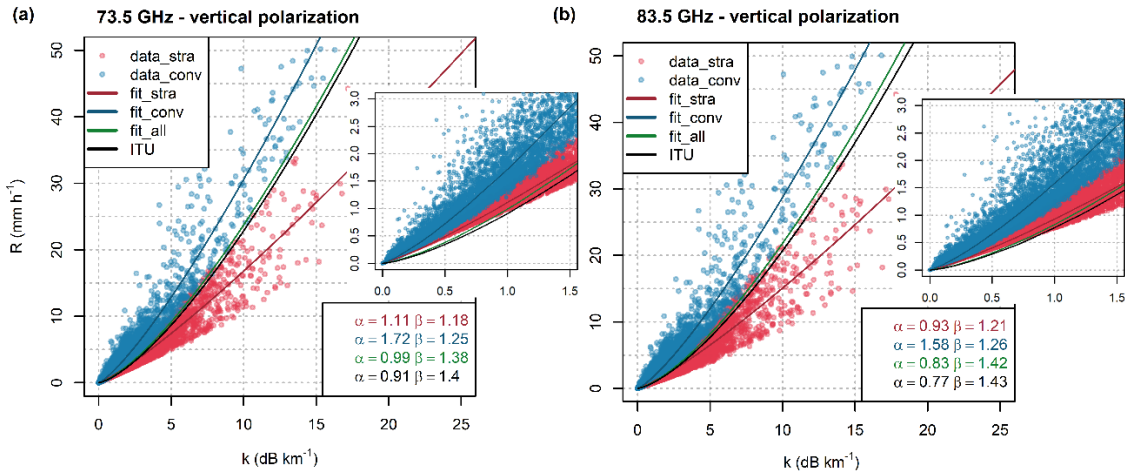 (a)
73.5 GHz - vertical polarization
data_stra
data_conv
fit_stra
fit_conv
fit_all
ITU
R (mm h⁻¹)
50
40
30
20
10
0
0 5 10 15 20 25
k (dB km⁻¹)
3.0
2.5
2.0
1.5
1.0
0.5
0.0
0.0 0.5 1.0 1.5
α = 1.11 β = 1.18
α = 1.72 β = 1.25
α = 0.99 β = 1.38
α = 0.91 β = 1.4
(b)
83.5 GHz - vertical polarization
data_stra
data_conv
fit_stra
fit_conv
fit_all
ITU
50
40
30
20
10
0
0 5 10 15 20 25
k (dB km⁻¹)
3.0
2.5
2.0
1.5
1.0
0.5
0.0
0.0 0.5 1.0 1.5
α = 0.93 β = 1.21
α = 1.58 β = 1.26
α = 0.83 β = 1.42
α = 0.77 β = 1.43